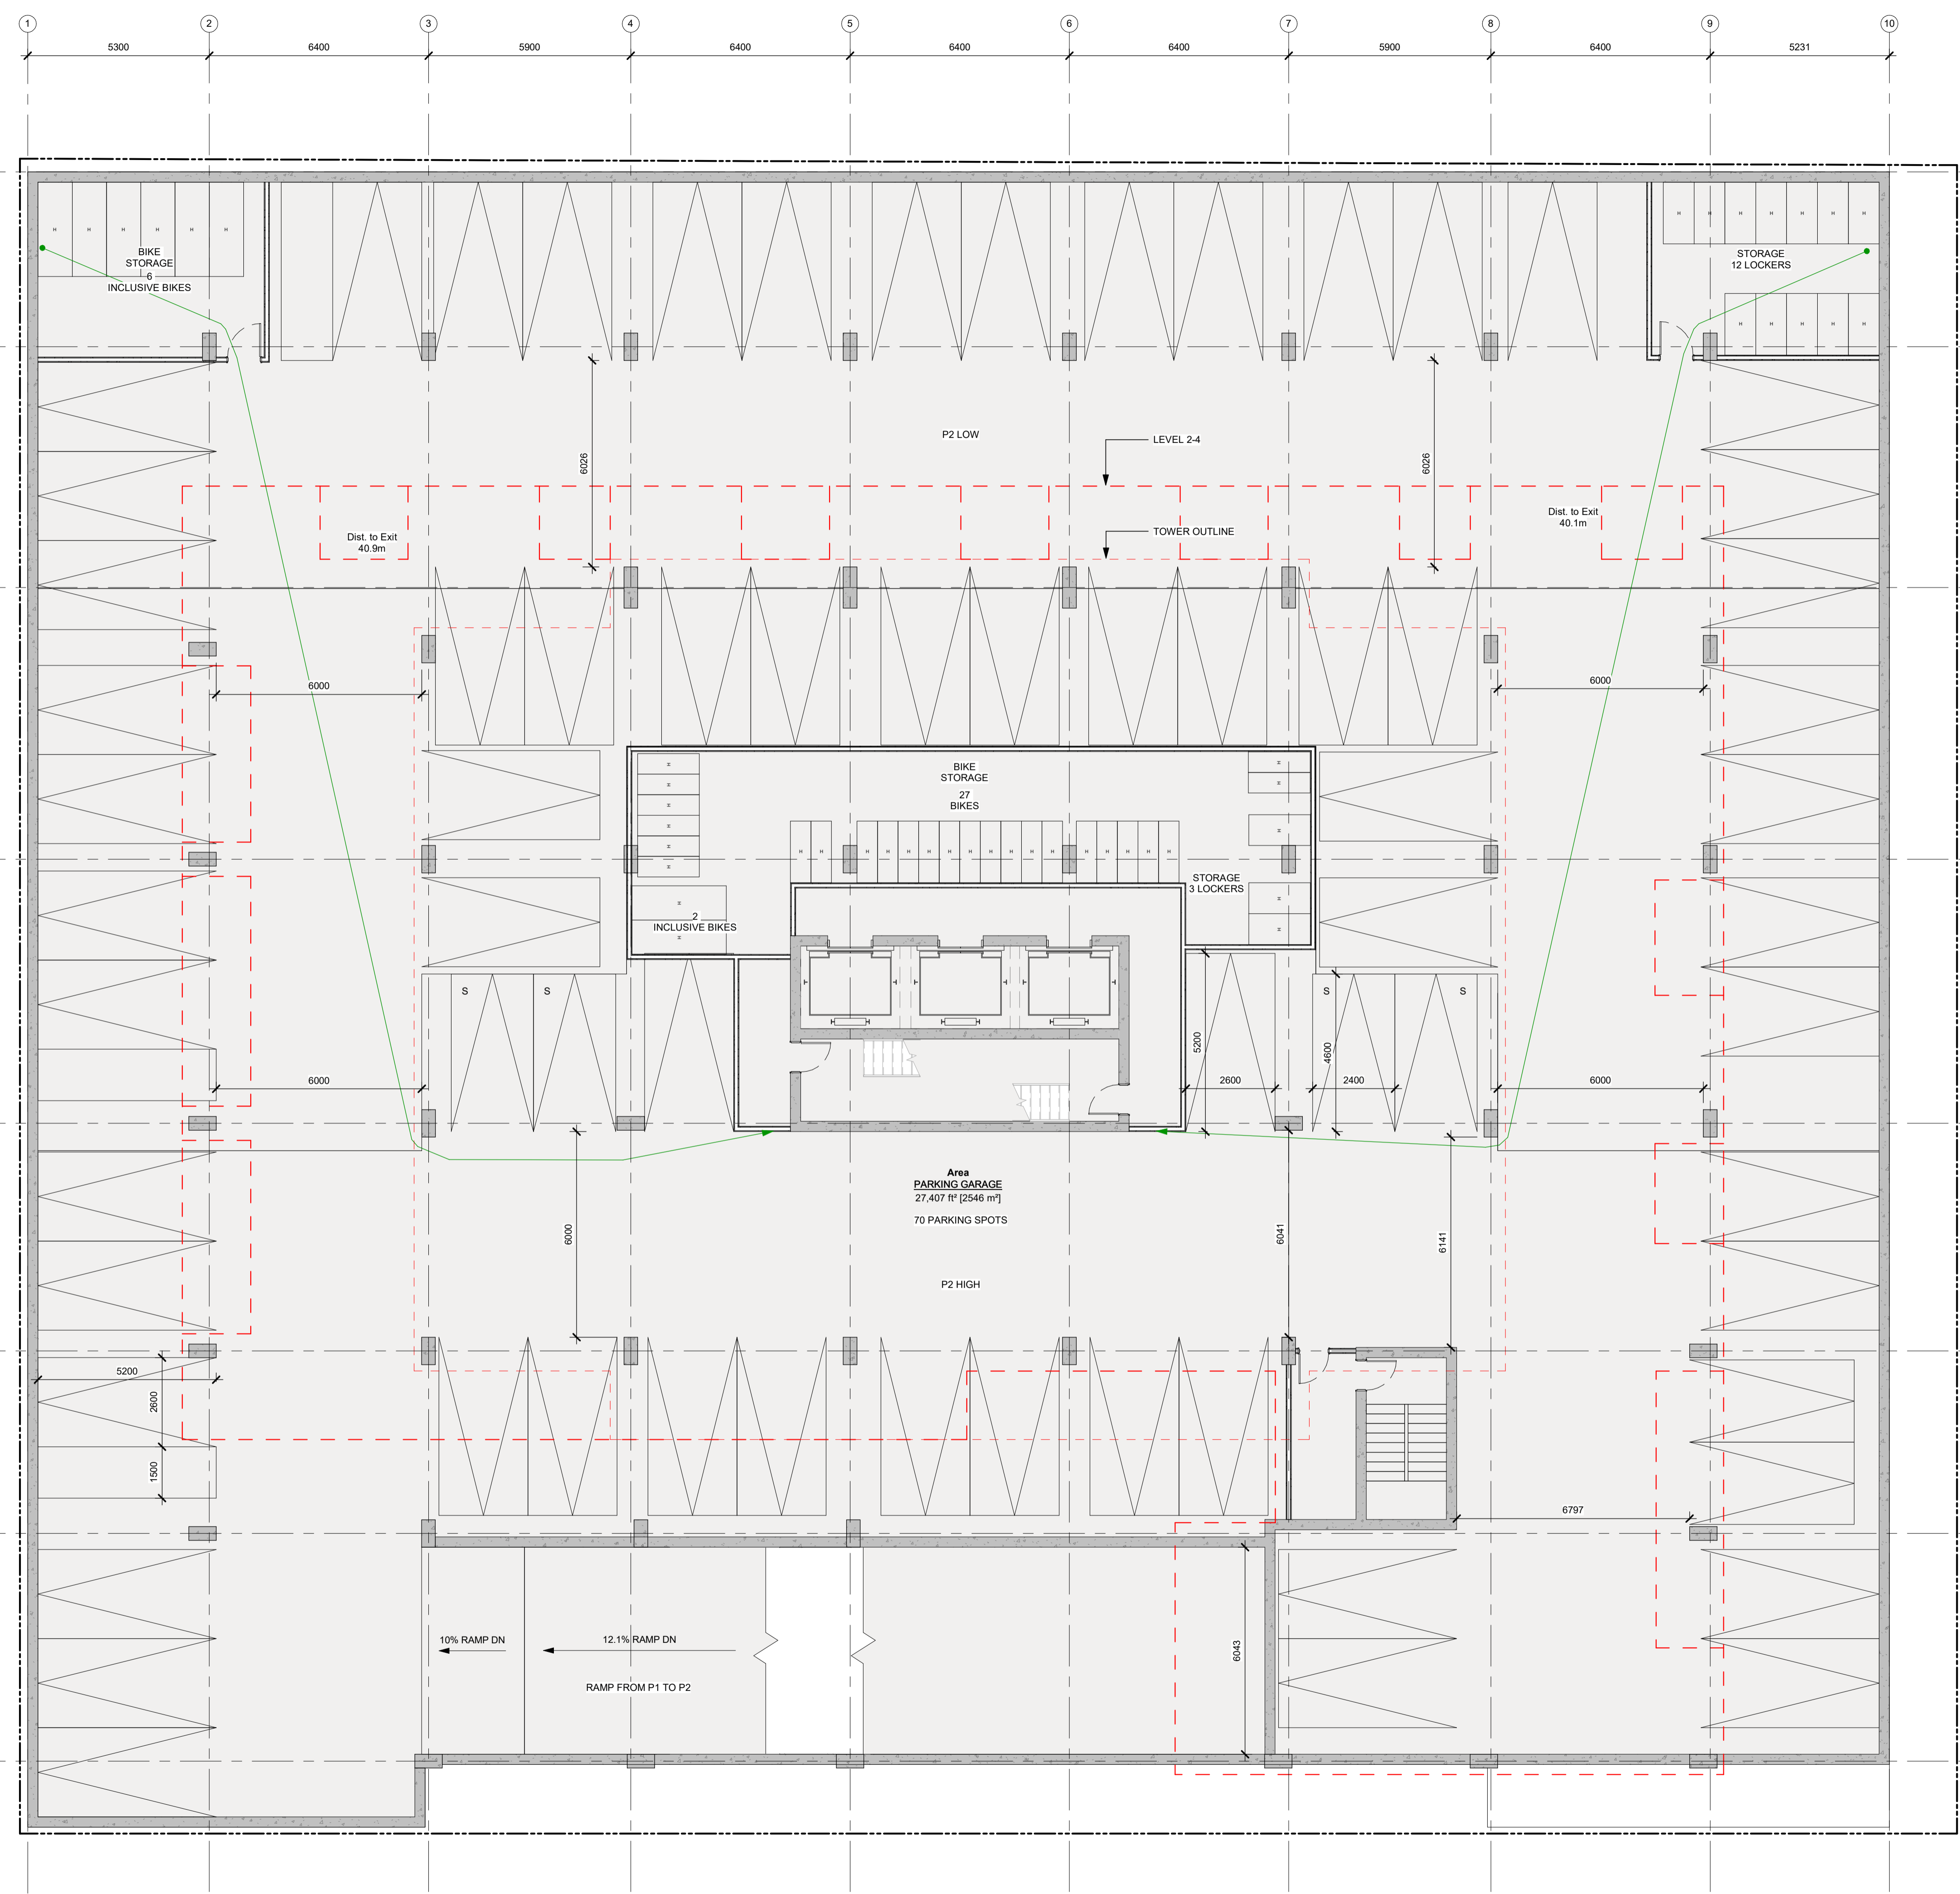 1 2 3 4 5 6 7 8 9 10
5300 6400 5900 6400 6400 6400 5900 6400 5231
H H H H H H
BIKE
STORAGE
6
INCLUSIVE BIKES
H H H H H H H
STORAGE
12 LOCKERS
H H H H H
P2 LOW
LEVEL 2-4
6026
6026
Dist. to Exit
40.9m
Dist. to Exit
40.1m
TOWER OUTLINE
6000
6000
H
H
H
H
H
H
BIKE
STORAGE
27
BIKES
H
H
H
H H H H H H H H H H H H H H H H H
STORAGE
3 LOCKERS
H
H
H
2
INCLUSIVE BIKES
H
S S
S S
5200
4600
6000
2600
2400
6000
Area
PARKING GARAGE
27,407 ft² [2546 m²]
70 PARKING SPOTS
6000
6041
6141
P2 HIGH
5200
2600
1500
6797
10% RAMP DN
12.1% RAMP DN
6043
RAMP FROM P1 TO P2